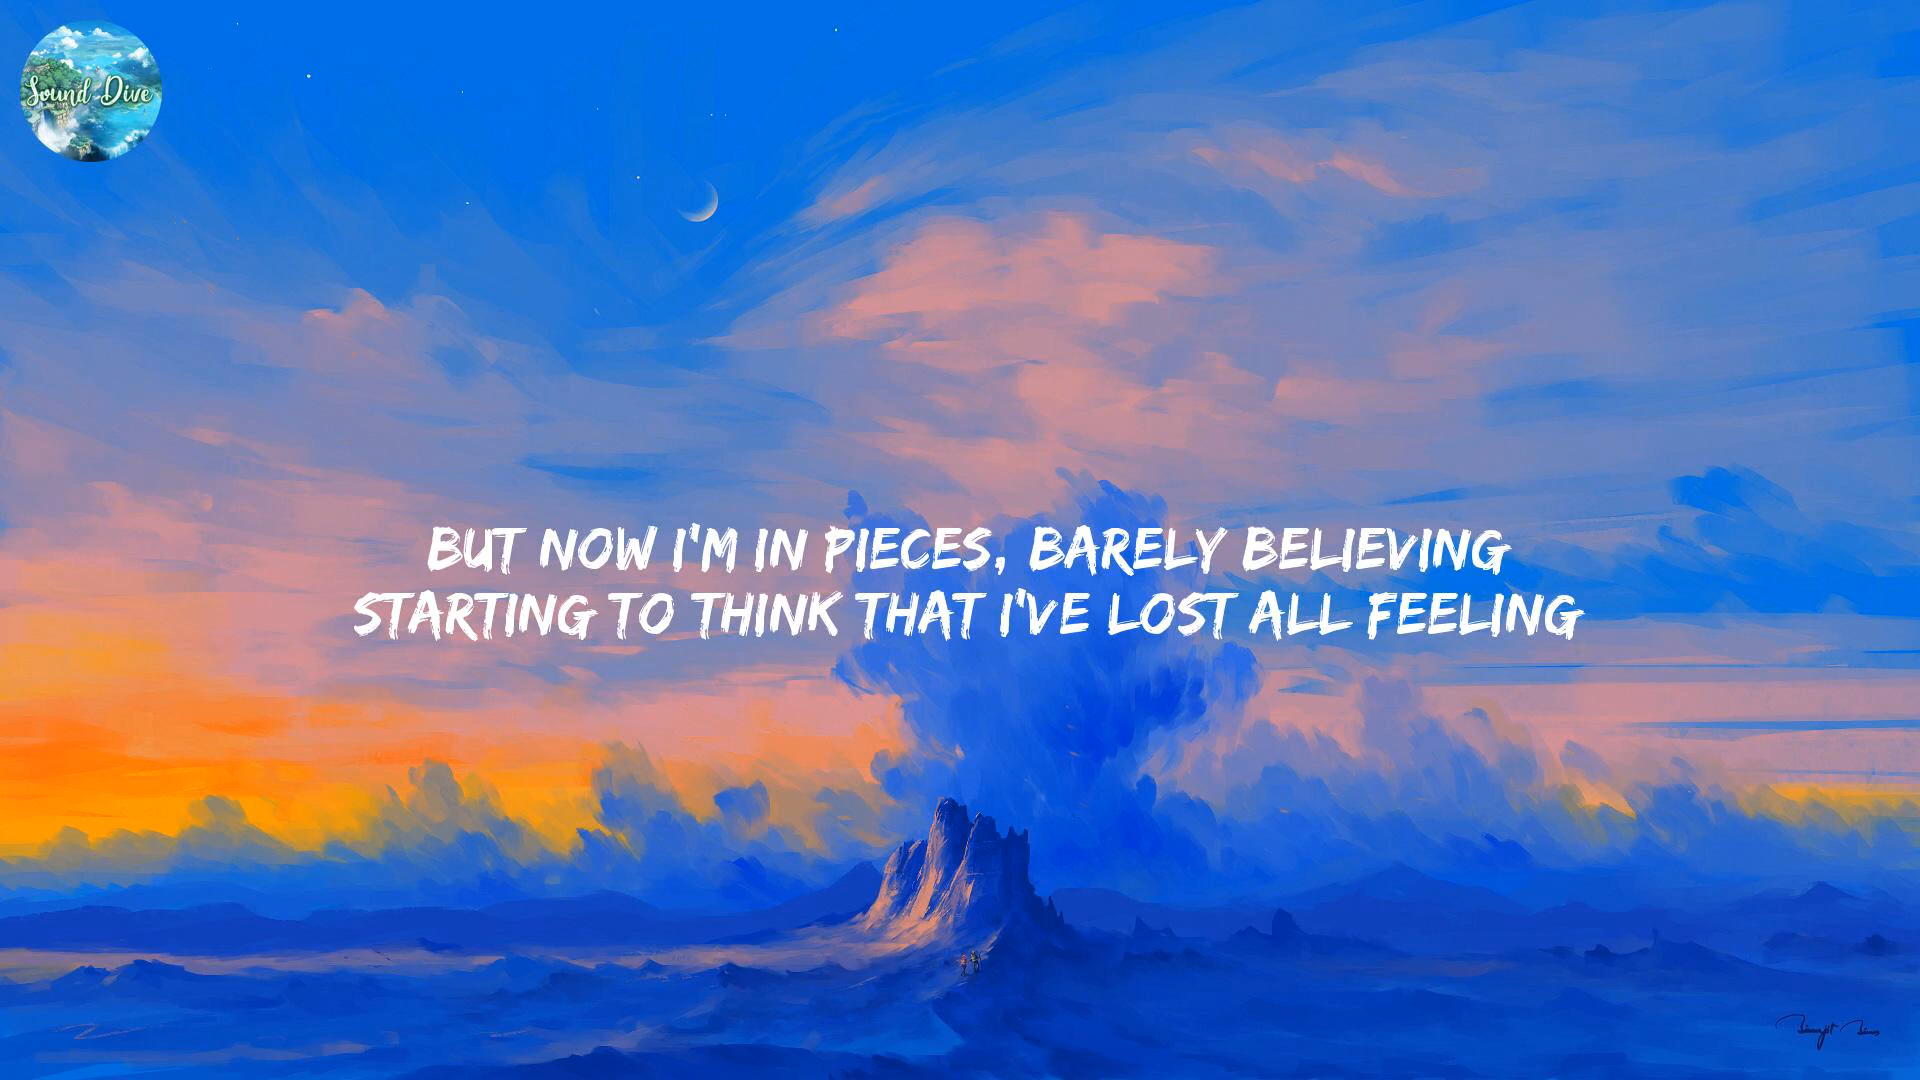 Sound Dive
BUT NOW I'M IN PIECES, BARELY BELIEVING
STARTING TO THINK THAT I'VE LOST ALL FEELING